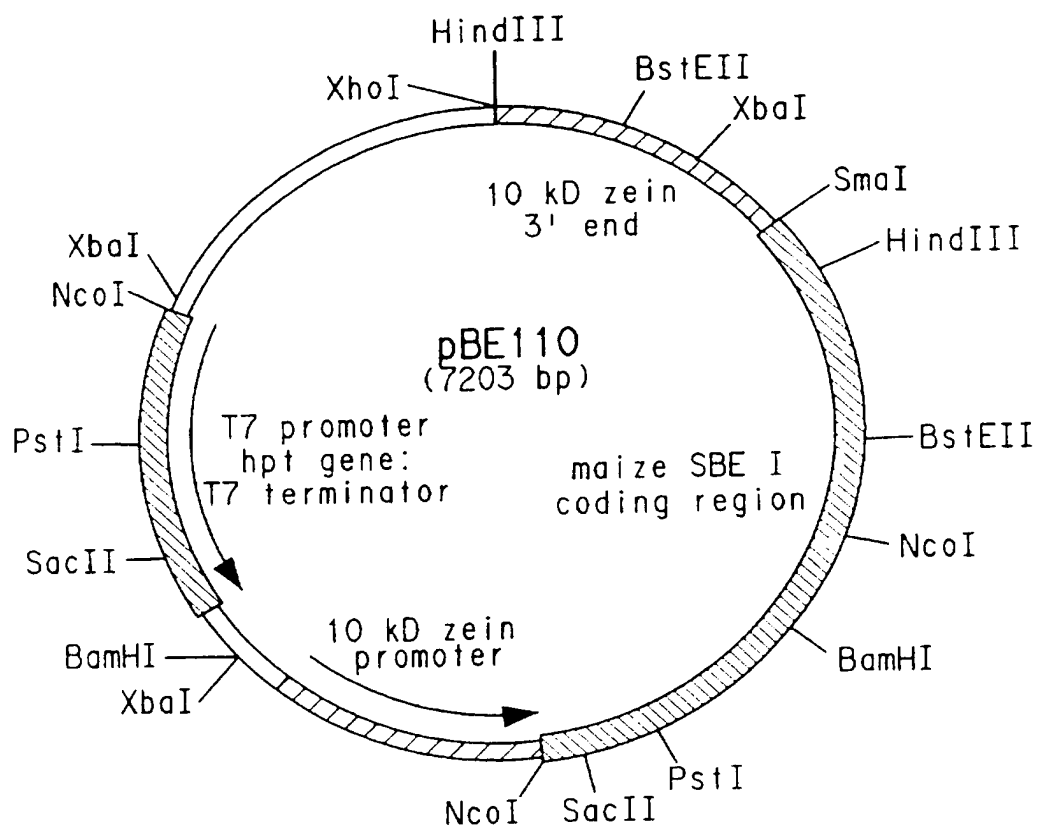 HindIII
XhoI
BstEII
XbaI
SmaI
HindIII
10 kD zein
3' end
XbaI
NcoI
pBE110
(7203 bp)
PstI
T7 promoter
hpt gene:
T7 terminator
BstEII
maize SBE I
coding region
NcoI
SacII
10 kD zein
promoter
BamHI
XbaI
BamHI
PstI
NcoI
SacII